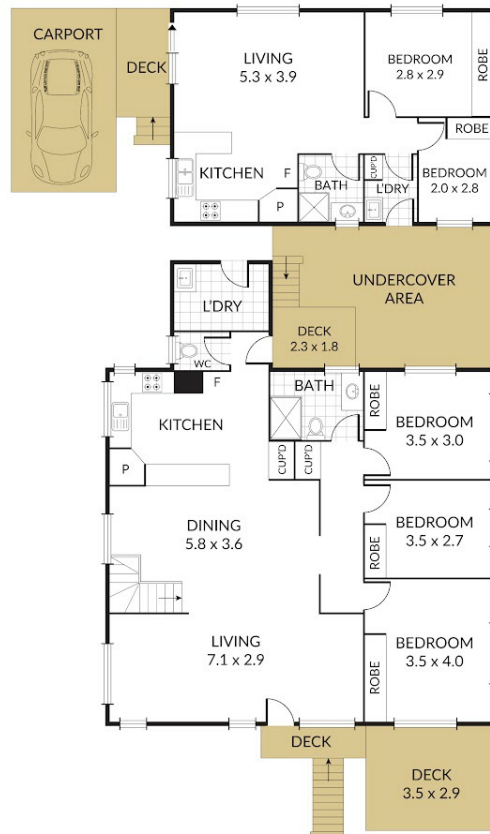 CARPORT
DECK
LIVING
5.3 x 3.9
BEDROOM
2.8 x 2.9
ROBE
ROBE
KITCHEN
F
P
BATH
CUP'D
L'DRY
BEDROOM
2.0 x 2.8
L'DRY
UNDERCOVER
AREA
DECK
2.3 x 1.8
WC
F
KITCHEN
P
BATH
ROBE
BEDROOM
3.5 x 3.0
CUP'D
CUP'D
DINING
5.8 x 3.6
BEDROOM
3.5 x 2.7
ROBE
LIVING
7.1 x 2.9
BEDROOM
3.5 x 4.0
ROBE
DECK
DECK
3.5 x 2.9